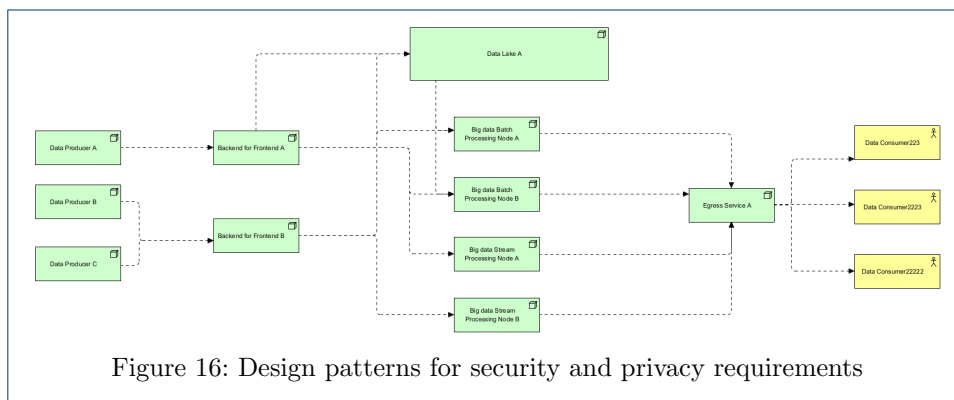 Data Lake A
Data Producer A
Backend for Frontend A
Big data Batch
Processing Node A
Data Consumer223
Data Producer B
Big data Batch
Processing Node B
Egress Service A
Data Consumer2223
Backend for Frontend B
Data Producer C
Big data Stream
Processing Node A
Data Consumer22222
Big data Stream
Processing Node B
Figure 16: Design patterns for security and privacy requirements